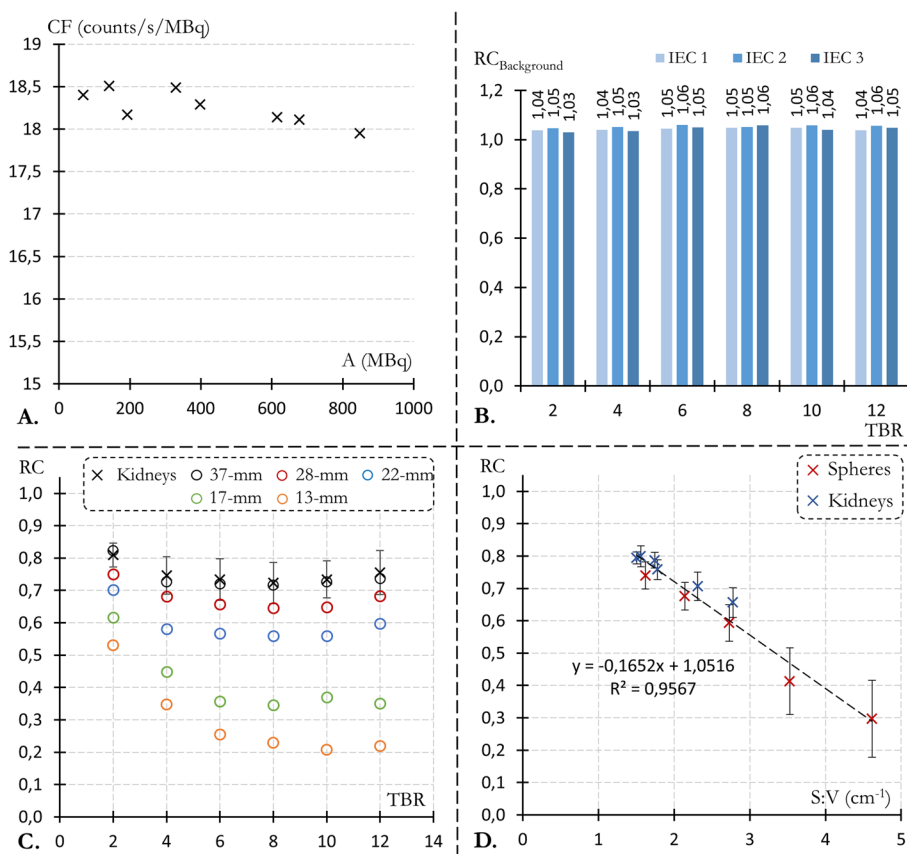 CF (counts/s/MBq)
19
18,5
18
17,5
17
16,5
16
15,5
15
A (MBq)
0 200 400 600 800 1000
A.
RC Background
IEC 1 IEC 2 IEC 3
1,2
1,0
0,8
0,6
0,4
0,2
0,0
1,04 1,05 1,03 1,04 1,05 1,03 1,05 1,06 1,05 1,05 1,05 1,06 1,05 1,06 1,04 1,04 1,06 1,05
2 4 6 8 10 12
TBR
B.
RC
Kidneys 37-mm 28-mm 22-mm
17-mm 13-mm
1,0
0,9
0,8
0,7
0,6
0,5
0,4
0,3
0,2
0,1
0,0
TBR
0 2 4 6 8 10 12 14
C.
RC
Spheres
Kidneys
1,0
0,9
0,8
0,7
0,6
0,5
0,4
0,3
0,2
0,1
0,0
y = -0,1652x + 1,0516
R² = 0,9567
S:V (cm⁻¹)
0 1 2 3 4 5
D.